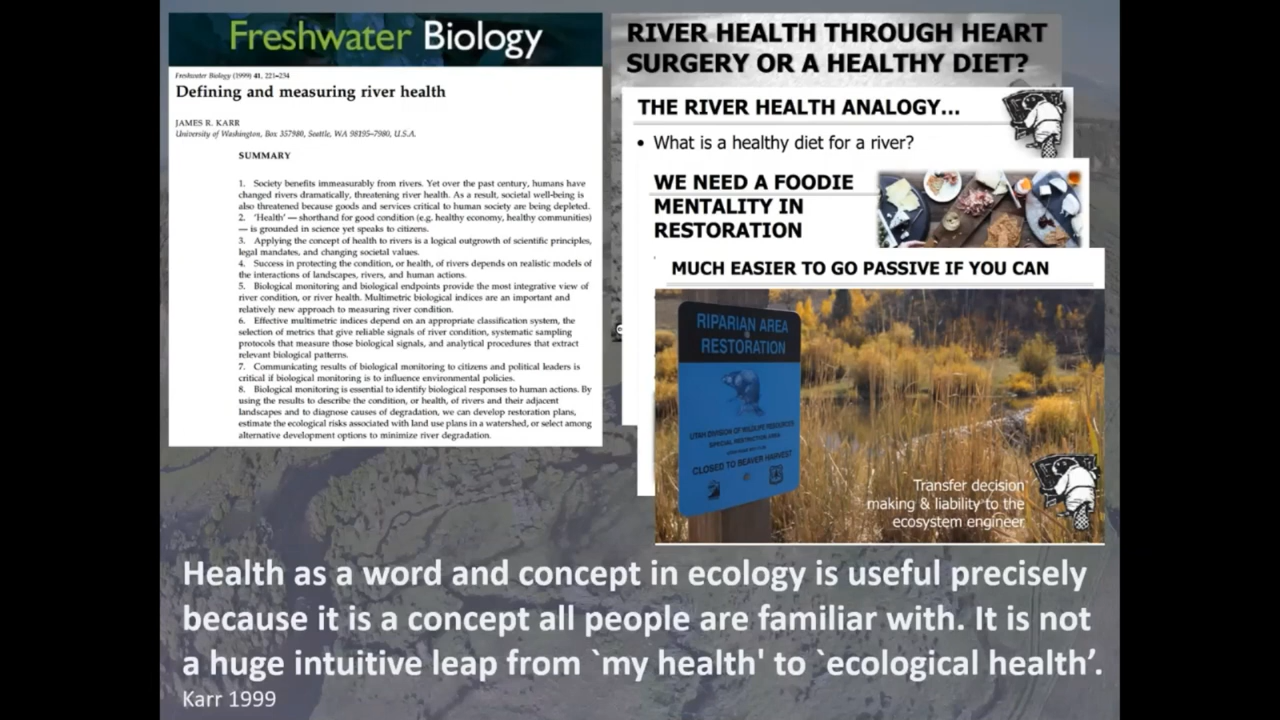 Freshwater Biology
Freshwater Biology (1999) 41, 221–234
Defining and measuring river health
JAMES R. KARR
University of Washington, Box 357980, Seattle, WA 98195-7980, U.S.A.
SUMMARY
1. Society benefits immeasurably from rivers. Yet over the past century, humans have
changed rivers dramatically, threatening river health. As a result, societal well-being is
also threatened because goods and services critical to human society are being depleted.
2. 'Health' — shorthand for good condition (e.g. healthy economy, healthy communities)
— is grounded in science yet speaks to citizens.
3. Applying the concept of health to rivers is a logical outgrowth of scientific principles,
legal mandates, and changing societal values.
4. Success in protecting the condition, or health, of rivers depends on realistic models of
the interactions of landscapes, rivers, and human actions.
5. Biological monitoring and biological endpoints provide the most integrative view of
river condition, or river health. Multimetric biological indices are an important and
relatively new approach to measuring river condition.
6. Effective multimetric indices depend on an appropriate classification system, the
selection of metrics that give reliable signals of river condition, systematic sampling
protocols that measure those biological signals, and analytical procedures that extract
relevant biological patterns.
7. Communicating results of biological monitoring to citizens and political leaders is
critical if biological monitoring is to influence environmental policies.
8. Biological monitoring is essential to identify biological responses to human actions. By
using the results to describe the condition, or health, of rivers and their adjacent
landscapes and to diagnose causes of degradation, we can develop restoration plans,
estimate the ecological risks associated with land use plans in a watershed, or select among
alternative development options to minimize river degradation.
RIVER HEALTH THROUGH HEART
SURGERY OR A HEALTHY DIET?
THE RIVER HEALTH ANALOGY...
• What is a healthy diet for a river?
WE NEED A FOODIE
MENTALITY IN
RESTORATION
MUCH EASIER TO GO PASSIVE IF YOU CAN
RIPARIAN AREA
RESTORATION
UTAH DIVISION OF WILDLIFE RESOURCES
SPECIAL RESTRICTION AREA
CLOSED TO BEAVER HARVEST
Transfer decision
making & liability to the
ecosystem engineer
Health as a word and concept in ecology is useful precisely
because it is a concept all people are familiar with. It is not
a huge intuitive leap from `my health' to `ecological health’.
Karr 1999